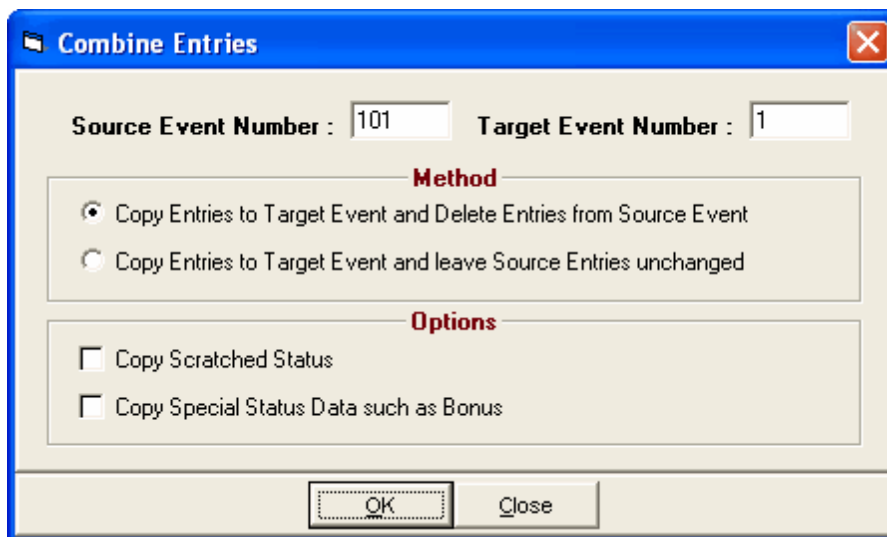 Combine Entries
Source Event Number : 101 Target Event Number : 1
Method
Copy Entries to Target Event and Delete Entries from Source Event
Copy Entries to Target Event and leave Source Entries unchanged
Options
Copy Scratched Status
Copy Special Status Data such as Bonus
OK Close